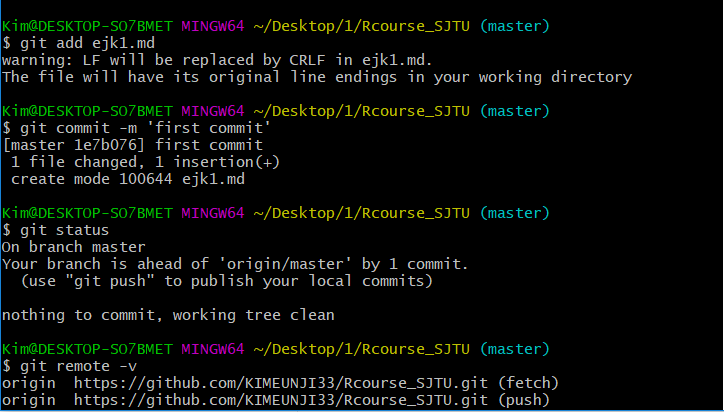 Kim@DESKTOP-SO7BMET MINGW64 ~/Desktop/1/Rcourse_SJTU (master)
$ git add ejk1.md
warning: LF will be replaced by CRLF in ejk1.md.
The file will have its original line endings in your working directory
Kim@DESKTOP-SO7BMET MINGW64 ~/Desktop/1/Rcourse_SJTU (master)
$ git commit -m 'first commit'
[master 1e7b076] first commit
1 file changed, 1 insertion(+)
create mode 100644 ejk1.md
Kim@DESKTOP-SO7BMET MINGW64 ~/Desktop/1/Rcourse_SJTU (master)
$ git status
On branch master
Your branch is ahead of 'origin/master' by 1 commit.
(use "git push" to publish your local commits)
nothing to commit, working tree clean
Kim@DESKTOP-SO7BMET MINGW64 ~/Desktop/1/Rcourse_SJTU (master)
$ git remote -v
origin https://github.com/KIMEUNJI33/Rcourse_SJTU.git (fetch)
origin https://github.com/KIMEUNJI33/Rcourse_SJTU.git (push)